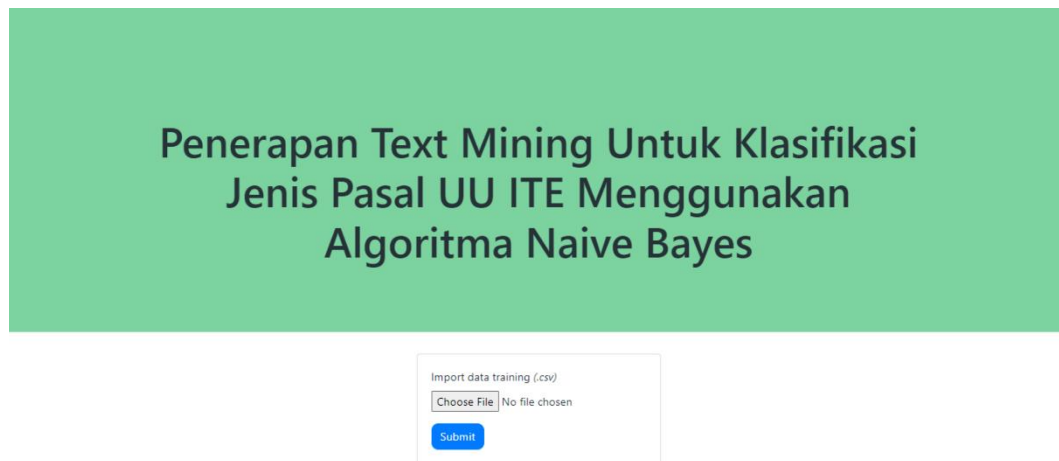 Penerapan Text Mining Untuk Klasifikasi
Jenis Pasal UU ITE Menggunakan
Algoritma Naive Bayes
Import data training (.csv)
Choose File No file chosen
Submit